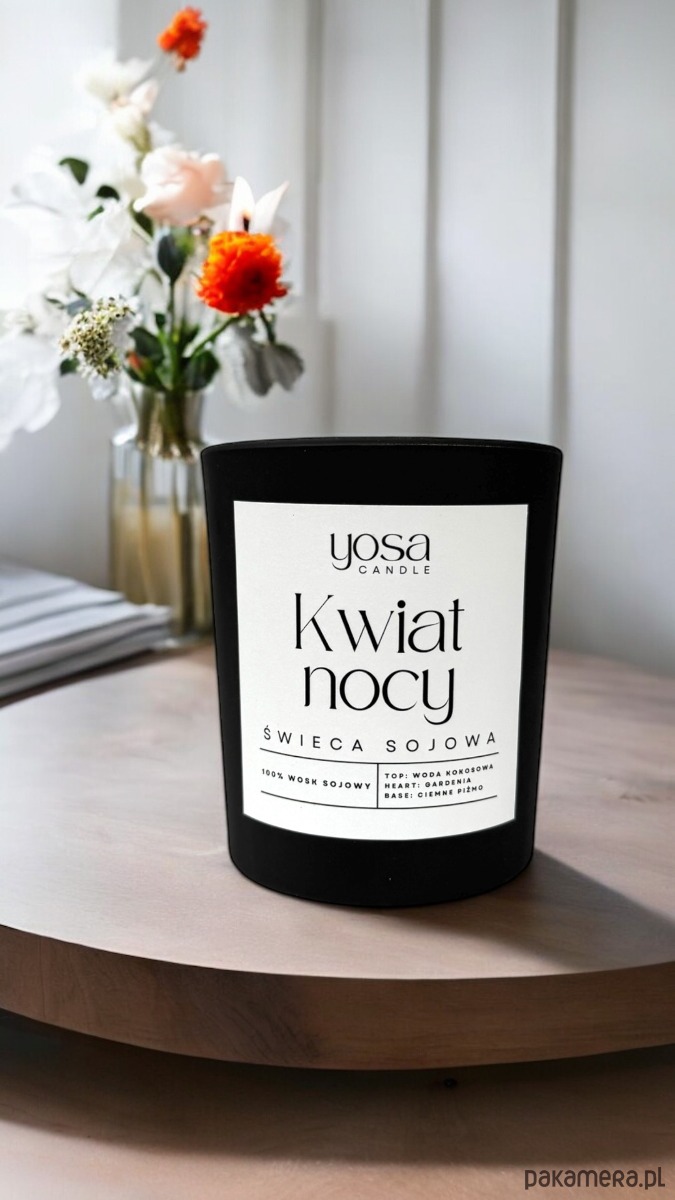 yosa
CANDLE
Kwiat
nocy
ŚWIECA SOJOWA
100% WOSK SOJOWY
TOP: WODA KOKOSOWA
HEART: GARDENIA
BASE: CIEMNE PIŻMO
pakamera.pl